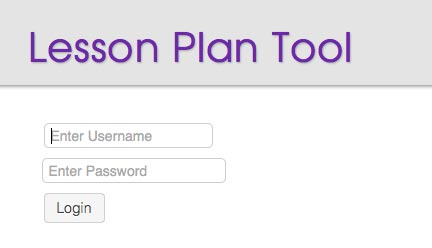 Lesson Plan Tool
Enter Username
Enter Password
Login